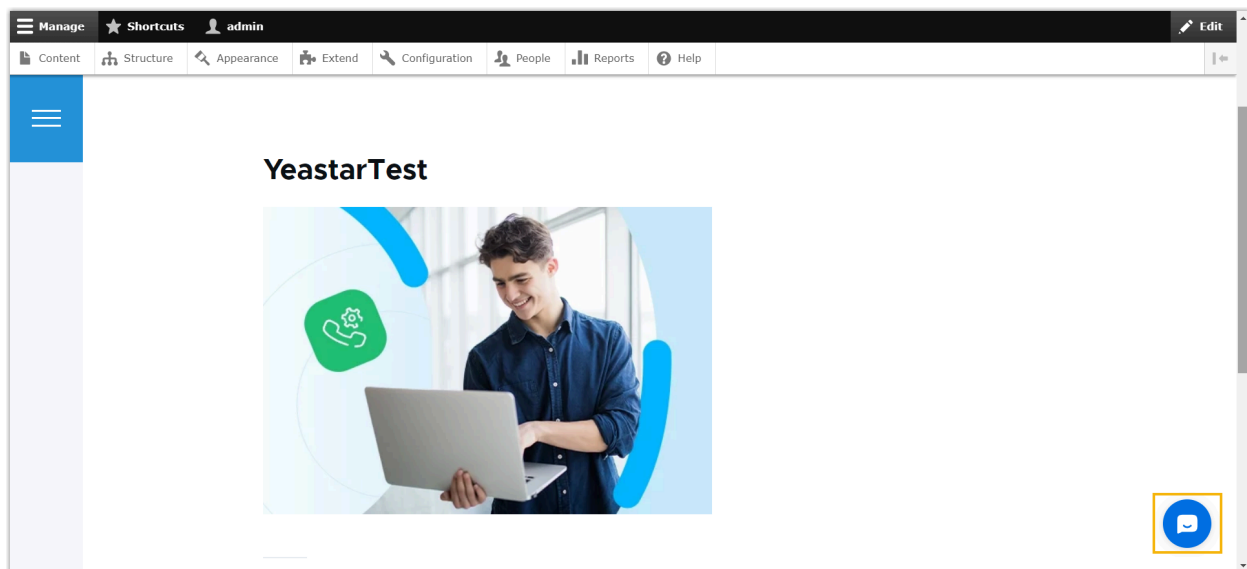 Manage Shortcuts admin Edit
Content Structure Appearance Extend Configuration People Reports Help
YeastarTest